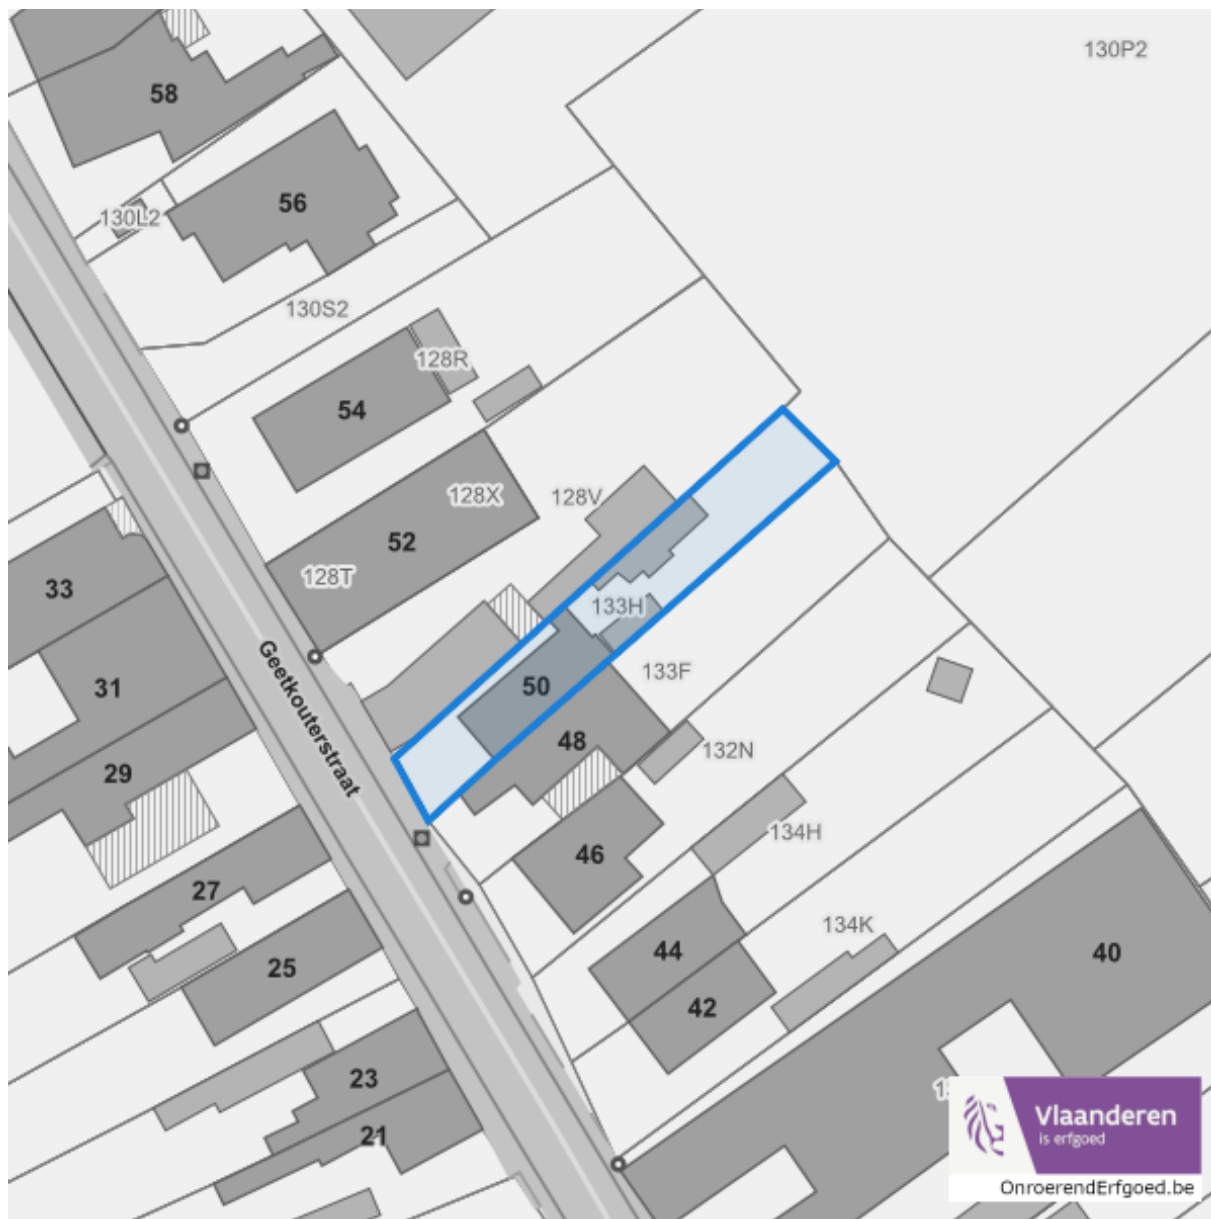 130P2
58
56
130L2
130S2
128R
54
128X
128V
52
128T
33
133H
Geetkouterstraat
133F
31
50
48
132N
29
134H
46
27
134K
44
40
25
42
23
21
Vlaanderen
is erfgoed
OnroerendErfgoed.be